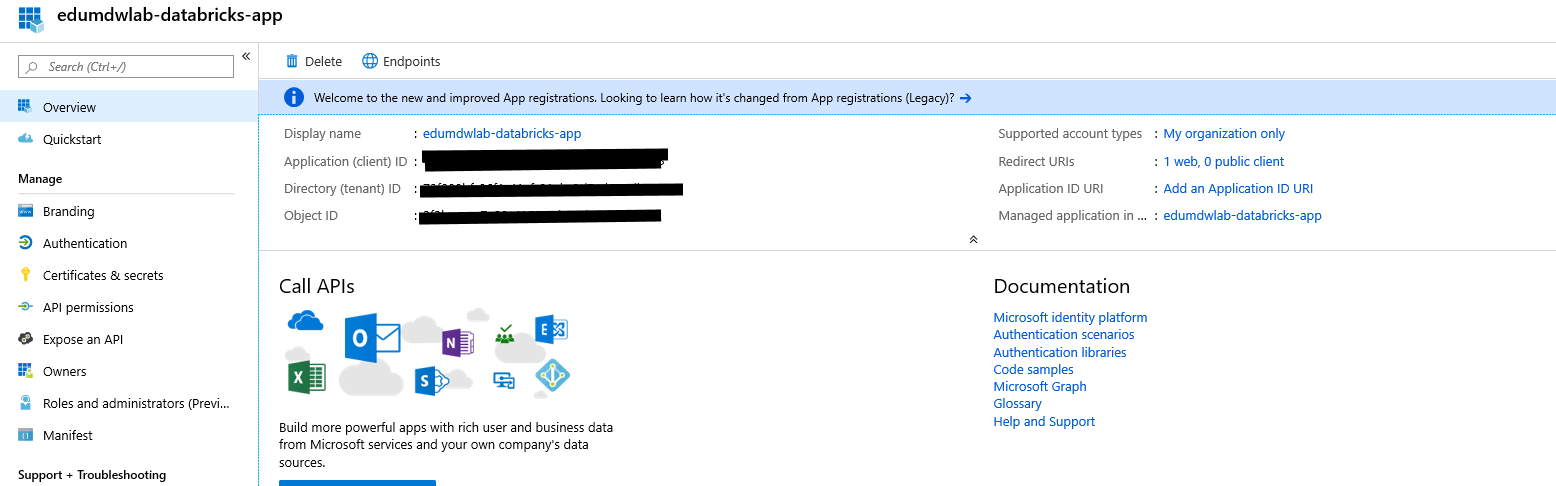 edumdwlab-databricks-app
Search (Ctrl+/)
«
Overview
Quickstart
Manage
Branding
Authentication
Certificates & secrets
API permissions
Expose an API
Owners
Roles and administrators (Previ...
Manifest
Support + Troubleshooting
Delete
Endpoints
Welcome to the new and improved App registrations. Looking to learn how it's changed from App registrations (Legacy)? →
Display name : edumdwlab-databricks-app
Application (client) ID :
Directory (tenant) ID :
Object ID :
Supported account types : My organization only
Redirect URIs : 1 web, 0 public client
Application ID URI : Add an Application ID URI
Managed application in ... : edumdwlab-databricks-app
Call APIs
O
N
E
X
S
Build more powerful apps with rich user and business data
from Microsoft services and your own company's data
sources.
Documentation
Microsoft identity platform
Authentication scenarios
Authentication libraries
Code samples
Microsoft Graph
Glossary
Help and Support